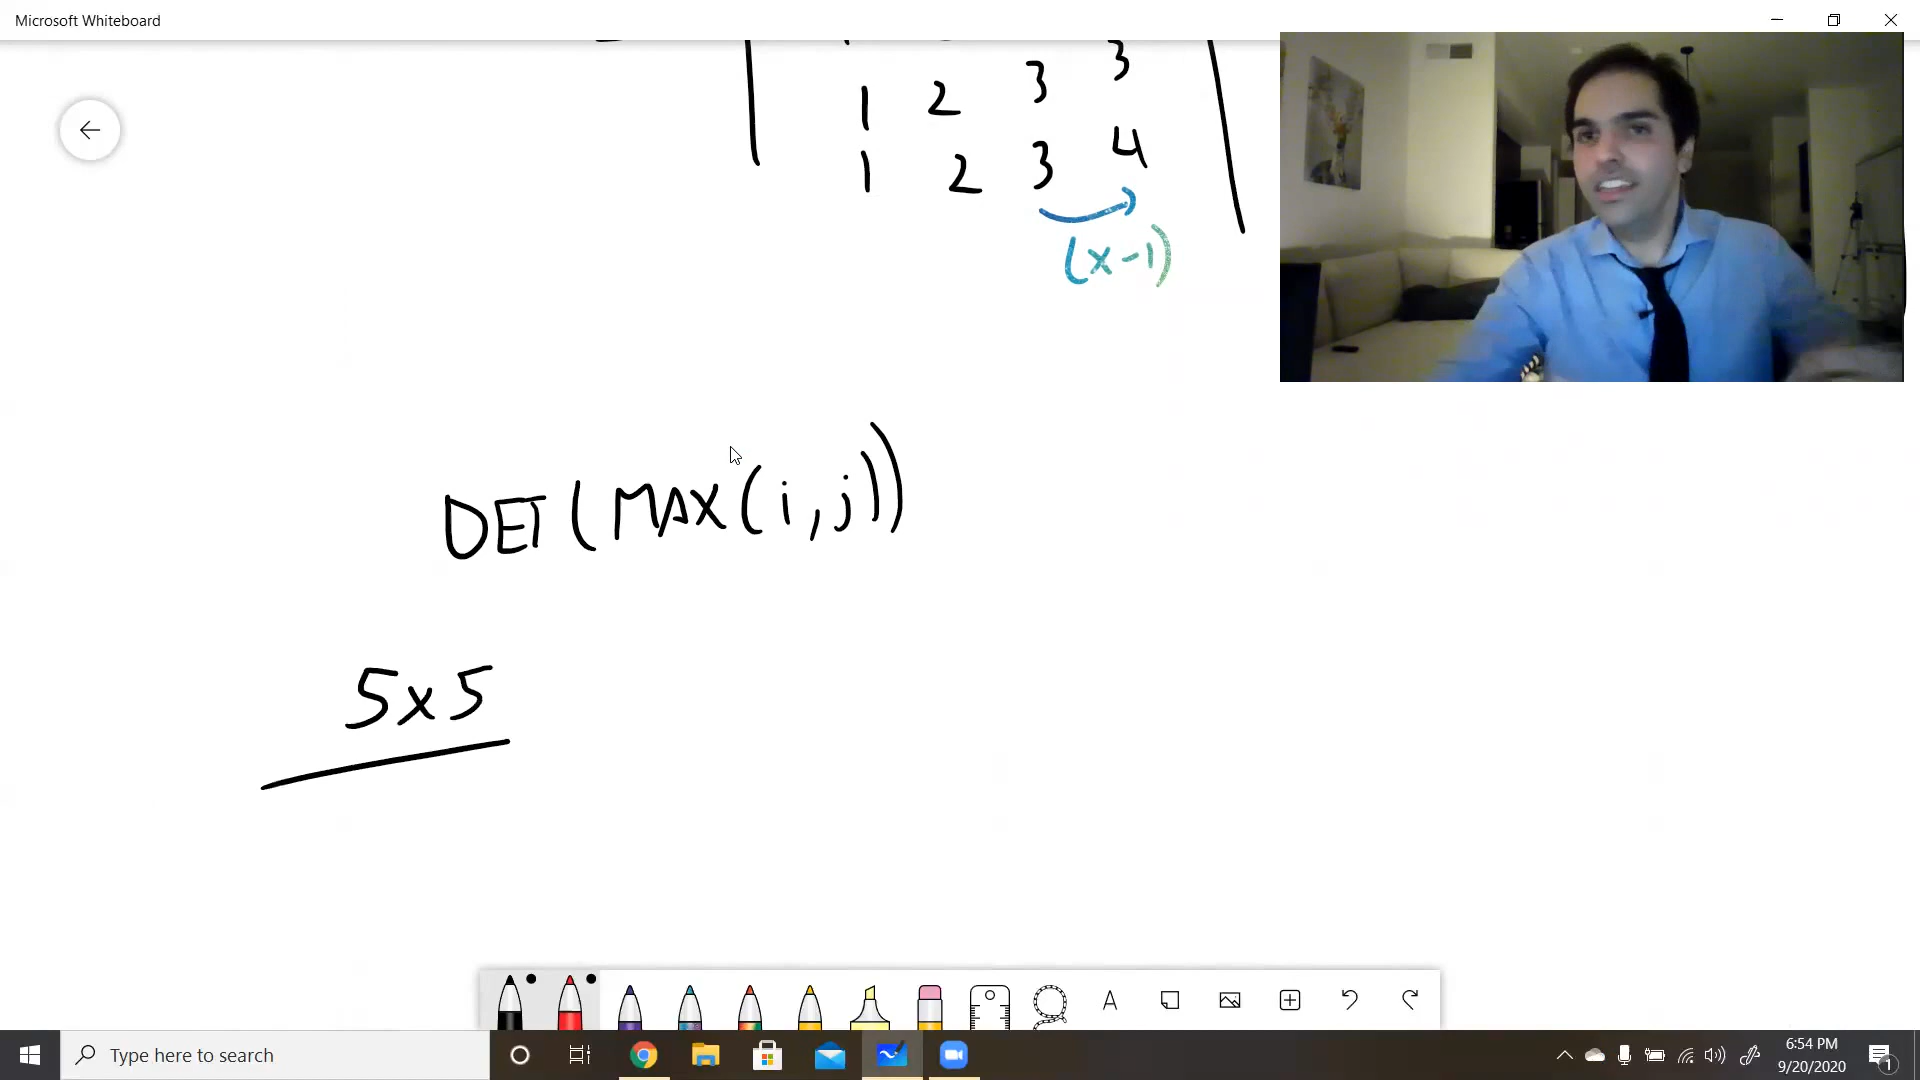 Microsoft Whiteboard
3
1 2 3
1 2 3 4
(x-1)
DET(MAX(i,j))
5x5
A
Type here to search
6:54 PM
9/20/2020
1